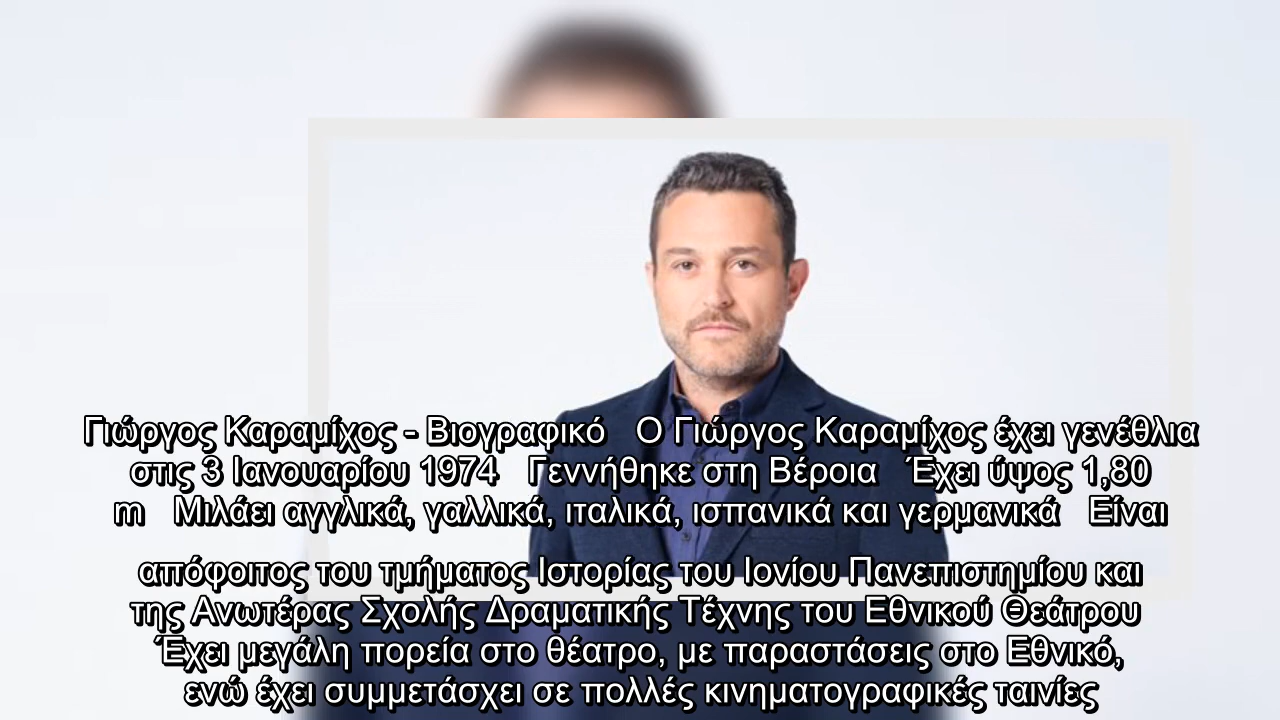 Γιώργος Καραμίχος - Βιογραφικό Ο Γιώργος Καραμίχος έχει γενέθλια
στις 3 Ιανουαρίου 1974 Γεννήθηκε στη Βέροια Έχει ύψος 1,80
m Μιλάει αγγλικά, γαλλικά, ιταλικά, ισπανικά και γερμανικά Είναι
απόφοιτος του τμήματος Ιστορίας του Ιονίου Πανεπιστημίου και
της Ανωτέρας Σχολής Δραματικής Τέχνης του Εθνικού Θεάτρου
Έχει μεγάλη πορεία στο θέατρο, με παραστάσεις στο Εθνικό,
ενώ έχει συμμετάσχει σε πολλές κινηματογραφικές ταινίες